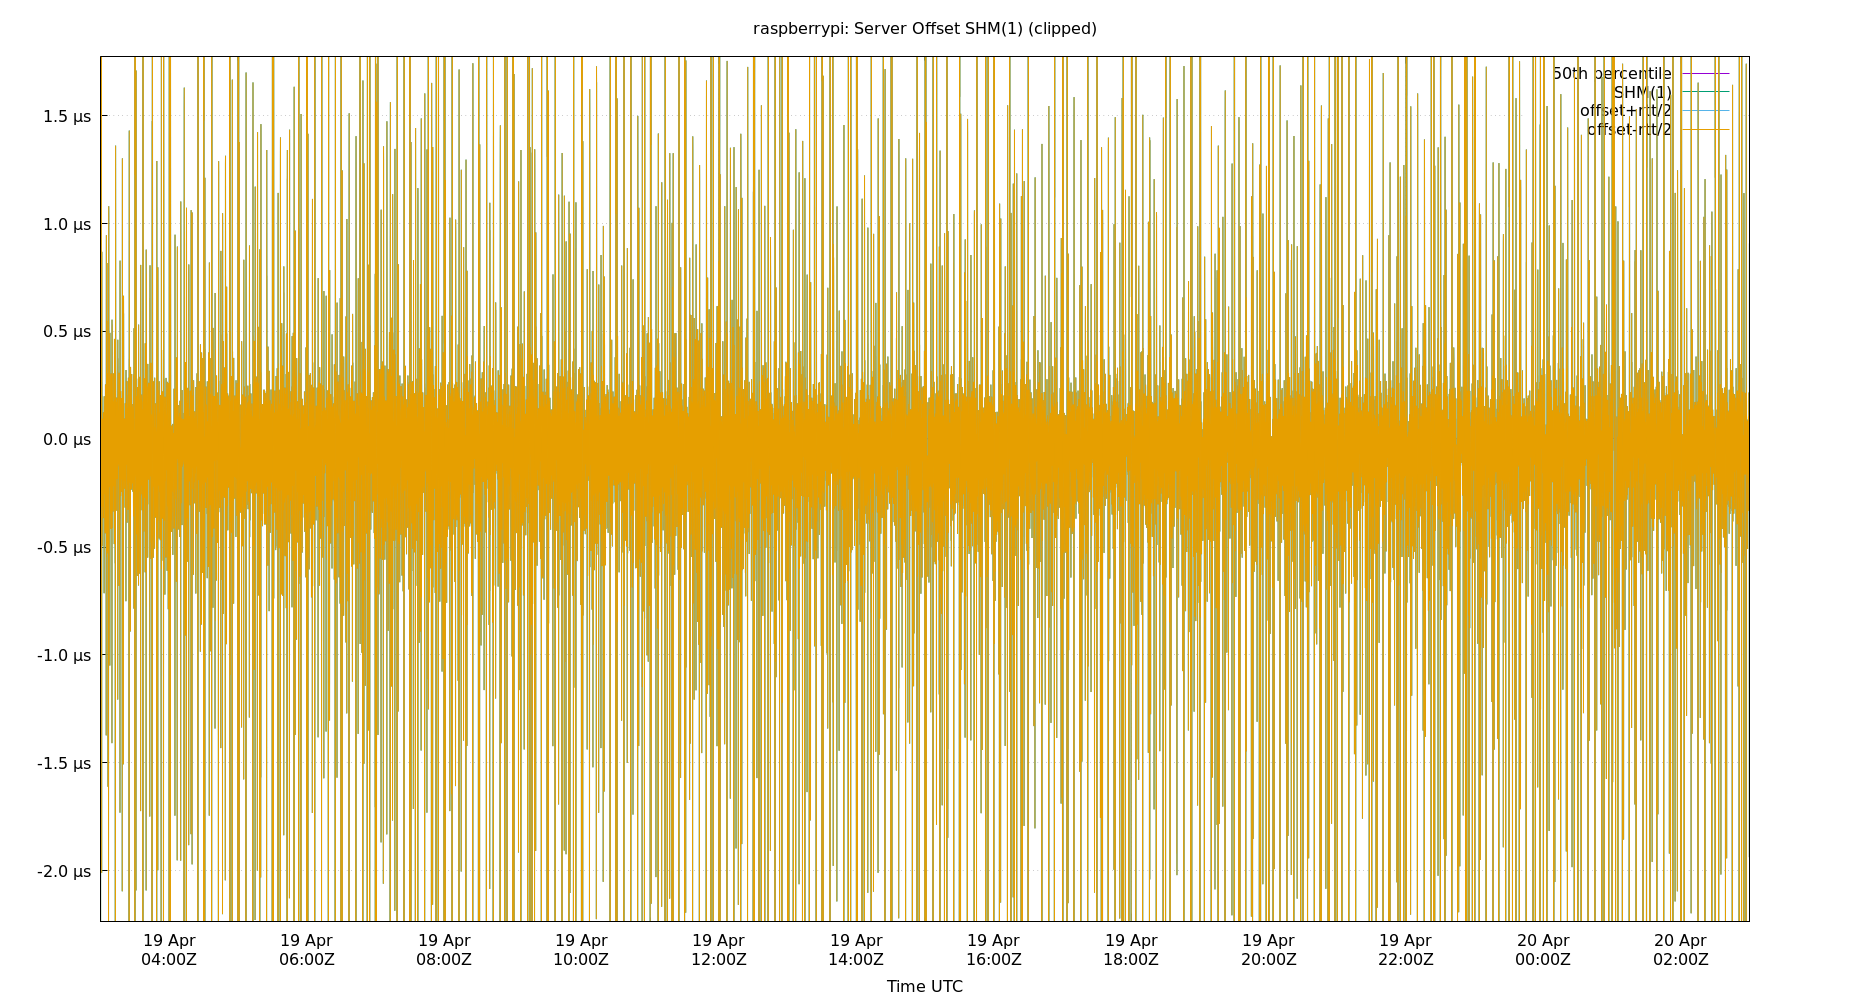 raspberrypi: Server Offset SHM(1) (clipped)
50th percentile
SHM(1)
offset+rtt/2
offset-rtt/2
1.5 µs
1.0 µs
0.5 µs
0.0 µs
-0.5 µs
-1.0 µs
-1.5 µs
-2.0 µs
19 Apr 19 Apr 19 Apr 19 Apr 19 Apr 19 Apr 19 Apr 19 Apr 19 Apr 19 Apr 20 Apr 20 Apr
04:00Z 06:00Z 08:00Z 10:00Z 12:00Z 14:00Z 16:00Z 18:00Z 20:00Z 22:00Z 00:00Z 02:00Z
Time UTC